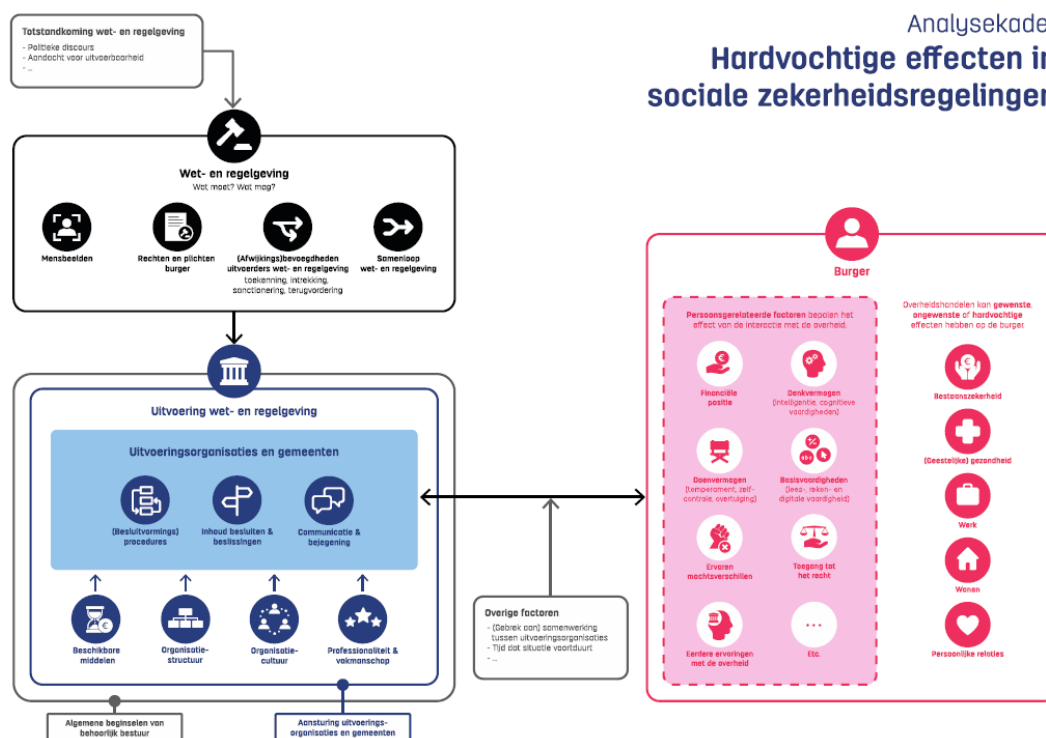 Analysekade
Hardvochtige effecten i
sociale zekerheidsregelinge
Totstandkoming wet- en regelgeving
- Politieke discours
- Aandacht voor uitvoerbaarheid
- ...
Wet- en regelgeving
Wat moet? Wat mag?
Mensbeelden
Rechten en plichten
burger
(Afwijkings)bevoegdheden
uitvoerders wet- en regelgeving
toekenning, intrekking,
sanctionering, terugvordering
Samenloop
wet- en regelgeving
Uitvoering wet- en regelgeving
Uitvoeringsorganisaties en gemeenten
(Besluitvormings)
procedures
Inhoud besluiten &
beslissingen
Communicatie &
bejegening
Beschikbare
middelen
Organisatie-
structuur
Organisatie-
cultuur
Professionaliteit &
vakmanschap
Algemene beginselen van
behoorlijk bestuur
Aansturing uitvoerings-
organisaties en gemeenten
Overige factoren
- (Gebrek aan) samenwerking
tussen uitvoeringsorganisaties
- Tijd dat situatie voortduurt
- ...
Burger
Persoonsgerelateerde factoren bepalen het
effect van de interactie met de overheid.
Financiële
positie
Denkvermogen
(intelligentie, cognitieve
vaardigheden)
Doenvermogen
(temperament, zelf-
controle, overtuiging)
Basisvaardigheden
(lees-, reken- en
digitale vaardigheid)
Ervaren
machtsverschillen
Toegang tot
het recht
Eerdere ervaringen
met de overheid
Etc.
Overheidshandelen kan gewenste,
ongewenste of hardvochtige
effecten hebben op de burger.
Bestaanszekerheid
(Geestelijke) gezondheid
Werk
Wonen
Persoonlijke relaties